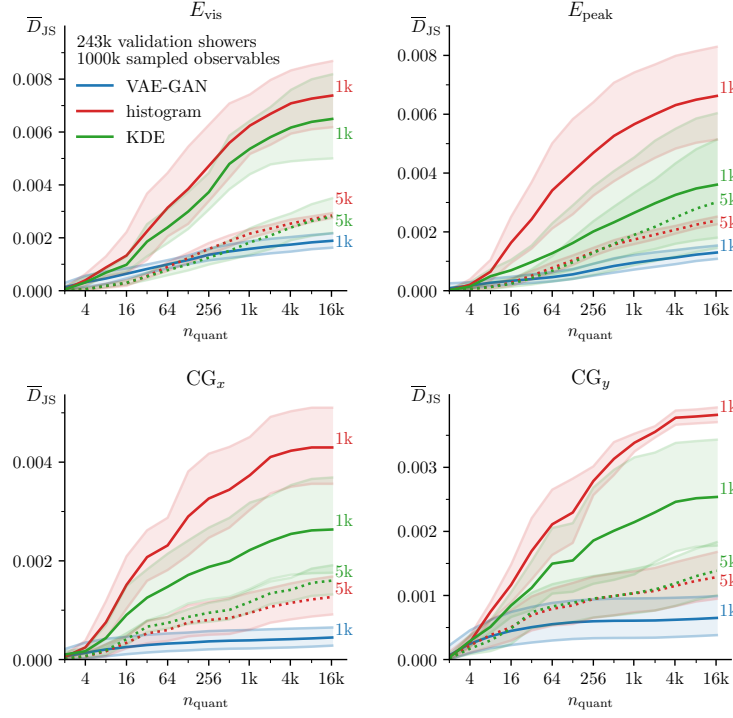 E_vis
D̅_JS
243k validation showers
1000k sampled observables
VAE-GAN
histogram
KDE
0.008
0.006
0.004
0.002
0.000
1k
1k
5k
5k
1k
4
16
64
256
1k
4k
16k
n_quant
E_peak
D̅_JS
0.008
0.006
0.004
0.002
0.000
1k
1k
5k
5k
1k
4
16
64
256
1k
4k
16k
n_quant
CG_x
D̅_JS
0.004
0.002
0.000
1k
1k
5k
5k
1k
4
16
64
256
1k
4k
16k
n_quant
CG_y
D̅_JS
0.003
0.002
0.001
0.000
1k
1k
5k
5k
1k
4
16
64
256
1k
4k
16k
n_quant